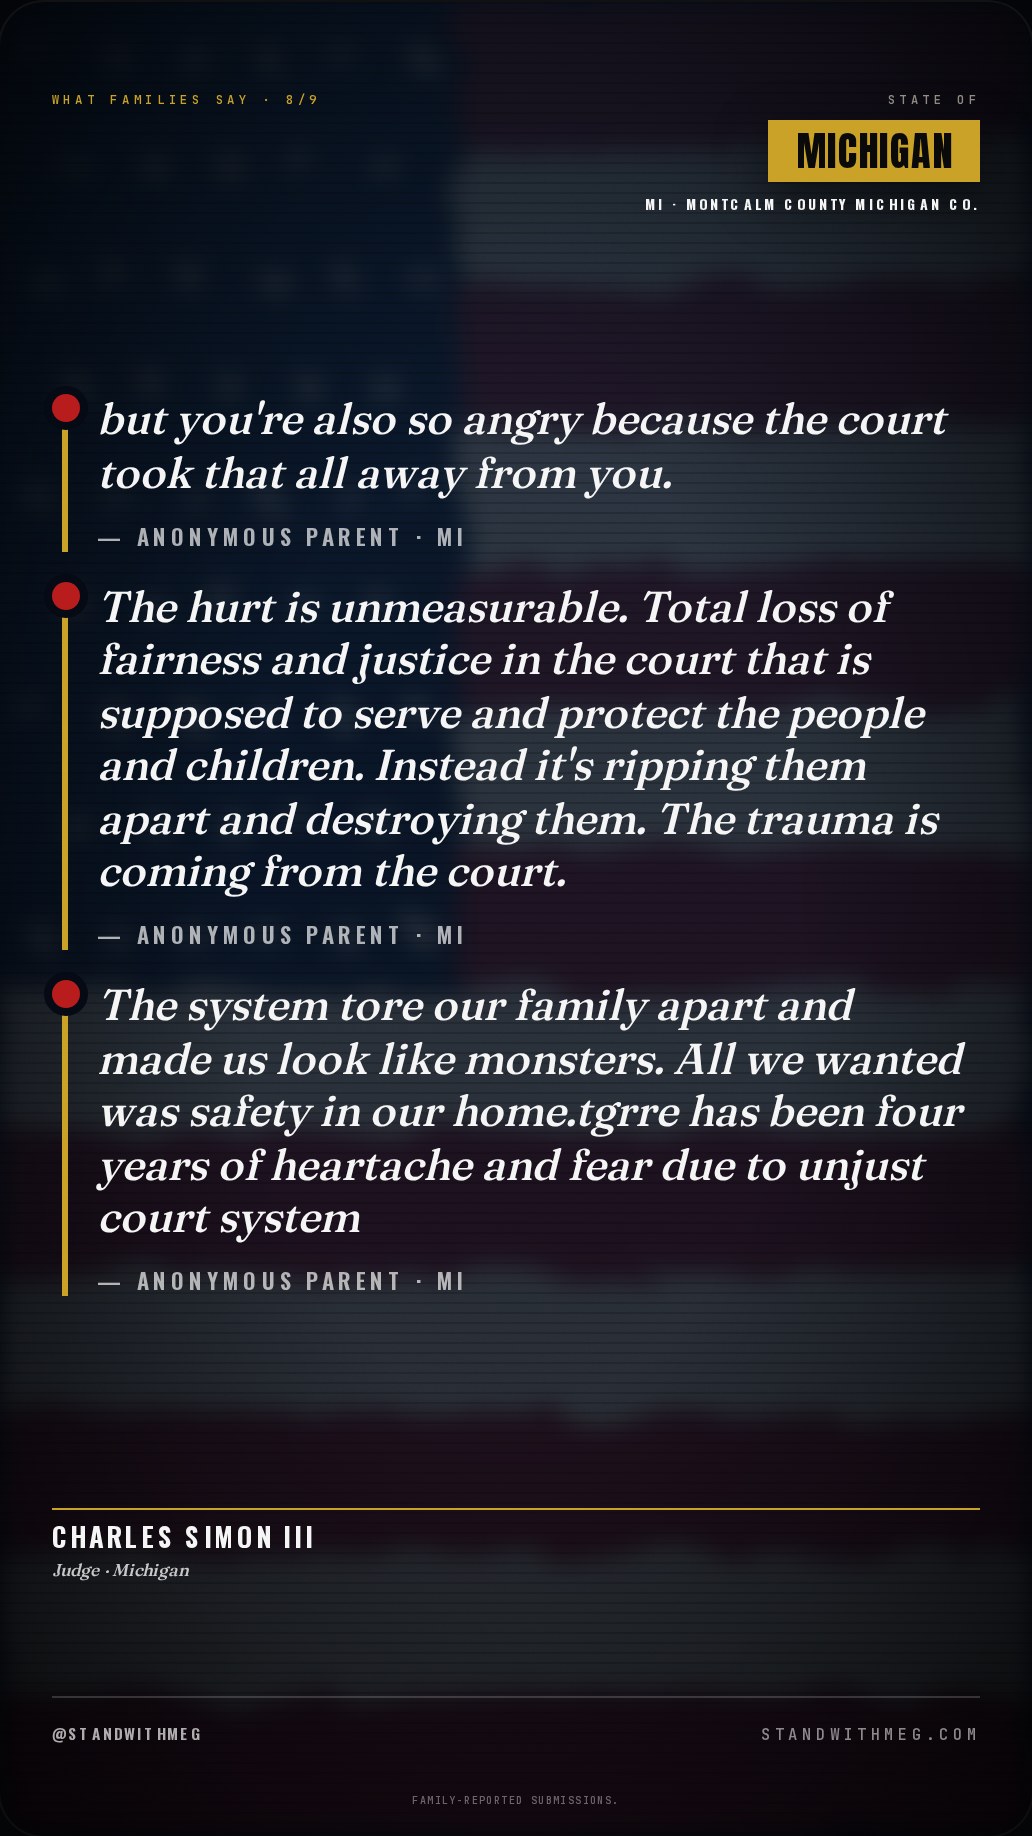 WHAT FAMILIES SAY · 8/9
STATE OF
MICHIGAN
MI · MONTCALM COUNTY MICHIGAN CO.
but you're also so angry because the court
took that all away from you.
— ANONYMOUS PARENT · MI
The hurt is unmeasurable. Total loss of
fairness and justice in the court that is
supposed to serve and protect the people
and children. Instead it's ripping them
apart and destroying them. The trauma is
coming from the court.
— ANONYMOUS PARENT · MI
The system tore our family apart and
made us look like monsters. All we wanted
was safety in our home.tgrre has been four
years of heartache and fear due to unjust
court system
— ANONYMOUS PARENT · MI
CHARLES SIMON III
Judge · Michigan
@STANDWITHMEG
STANDWITHMEG.COM
FAMILY-REPORTED SUBMISSIONS.